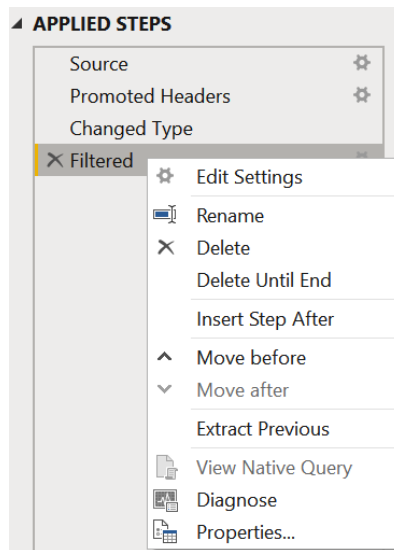 APPLIED STEPS
Source
Promoted Headers
Changed Type
Filtered
Edit Settings
Rename
Delete
Delete Until End
Insert Step After
Move before
Move after
Extract Previous
View Native Query
Diagnose
Properties...